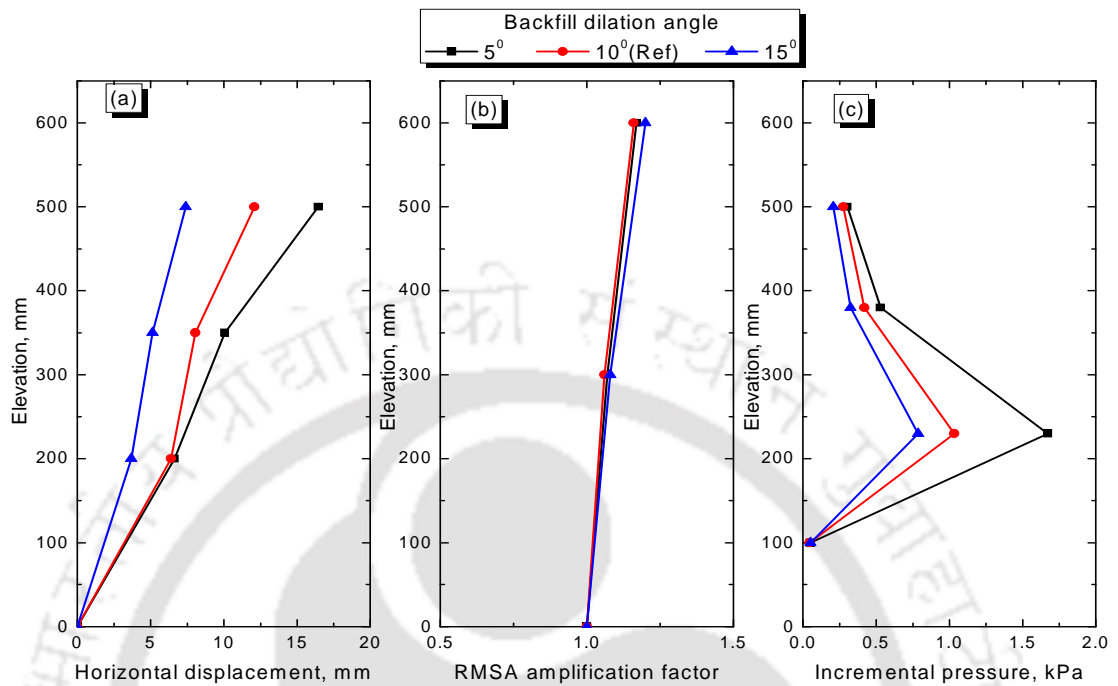 Backfill dilation angle
5⁰ 10⁰(Ref) 15⁰
(a) (b) (c)
600 600 600
500 500 500
400 400 400
300 300 300
200 200 200
100 100 100
0 0 0
0 5 10 15 20 0.5 1.0 1.5 0.0 0.5 1.0 1.5 2.0
Elevation, mm Elevation, mm Elevation, mm
Horizontal displacement, mm RMSA amplification factor Incremental pressure, kPa